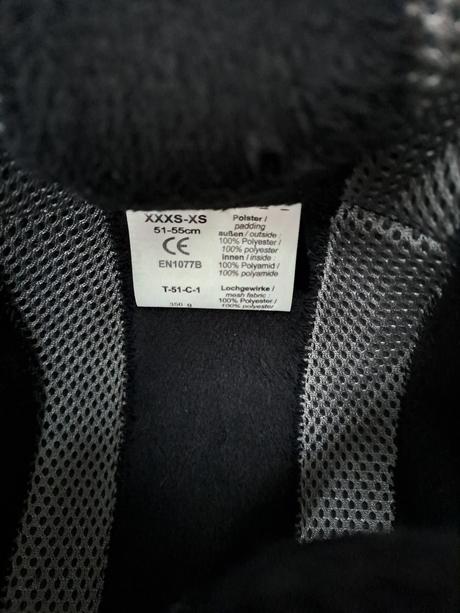 XXXS-XS
51-55cm
CE
EN1077B
T-51-C-1
350 g
Polster /
padding
außen / outside :
100% Polyester /
100% polyester
innen / inside :
100% Polyamid /
100% polyamide
Lochgewirke /
mesh fabric :
100% Polyester /
100% polyester